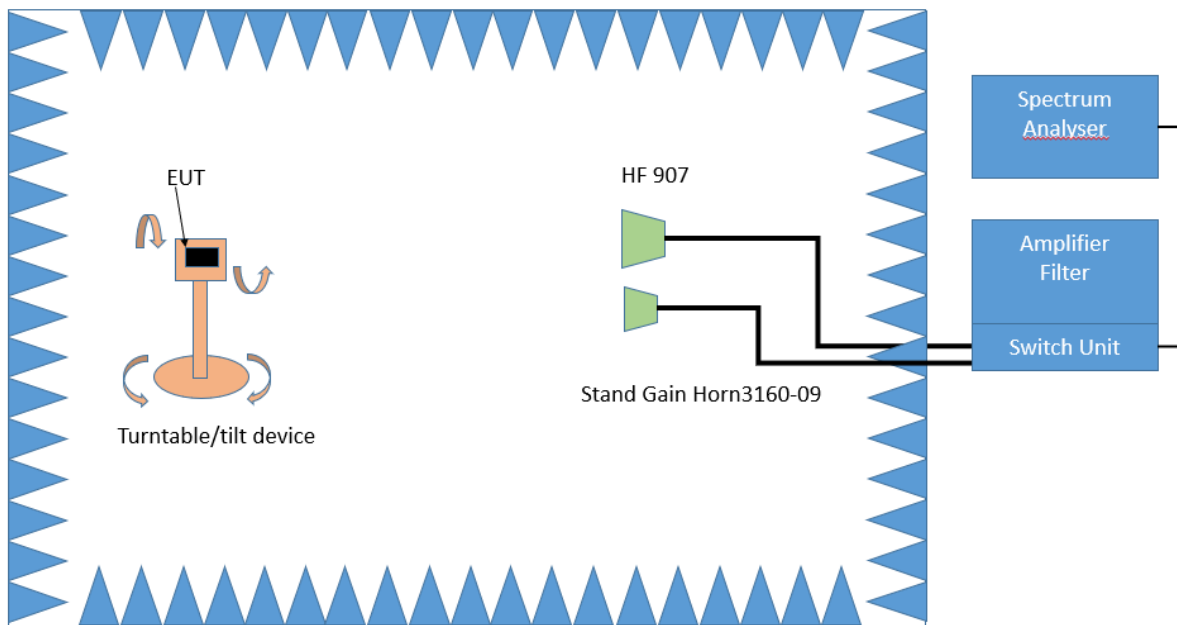 Spectrum
Analyser
EUT
HF 907
Amplifier
Filter
Switch Unit
Stand Gain Horn3160-09
Turntable/tilt device